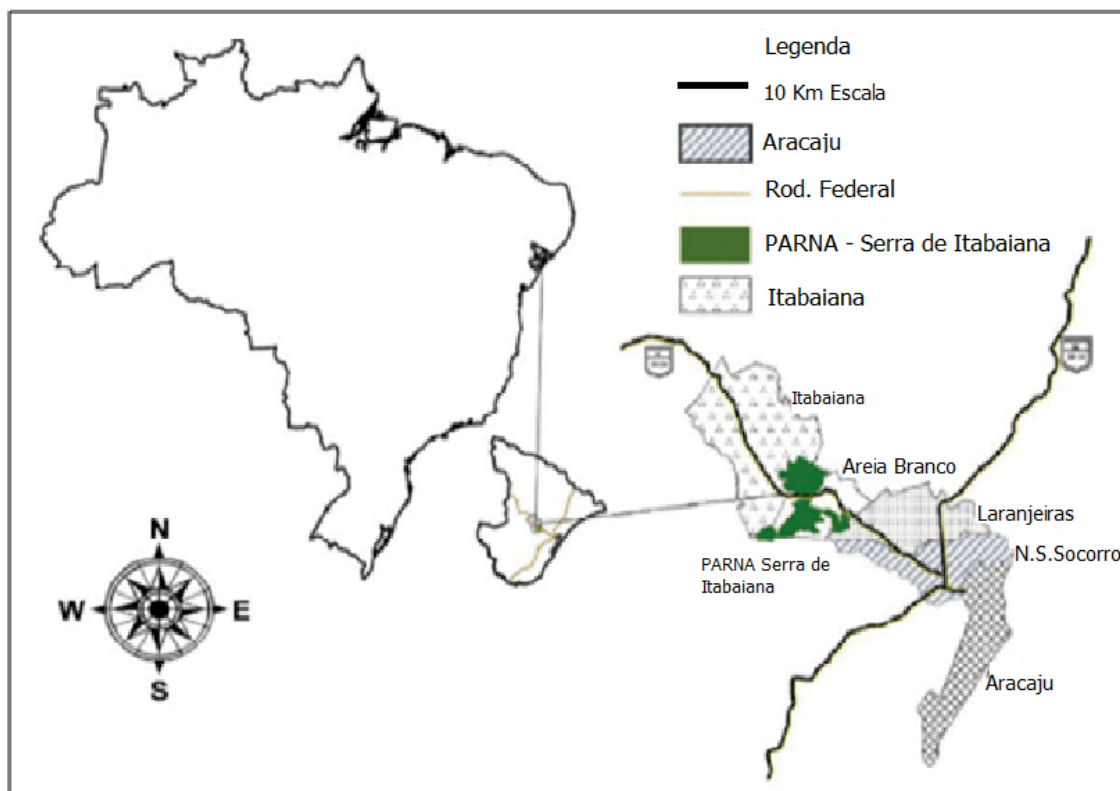 Legenda
10 Km Escala
Aracaju
Rod. Federal
PARNA - Serra de Itabaiana
Itabaiana
Itabaiana
Areia Branco
Laranjeiras
N.S.Socorro
PARNA Serra de
Itabaiana
Aracaju
N
W
E
S